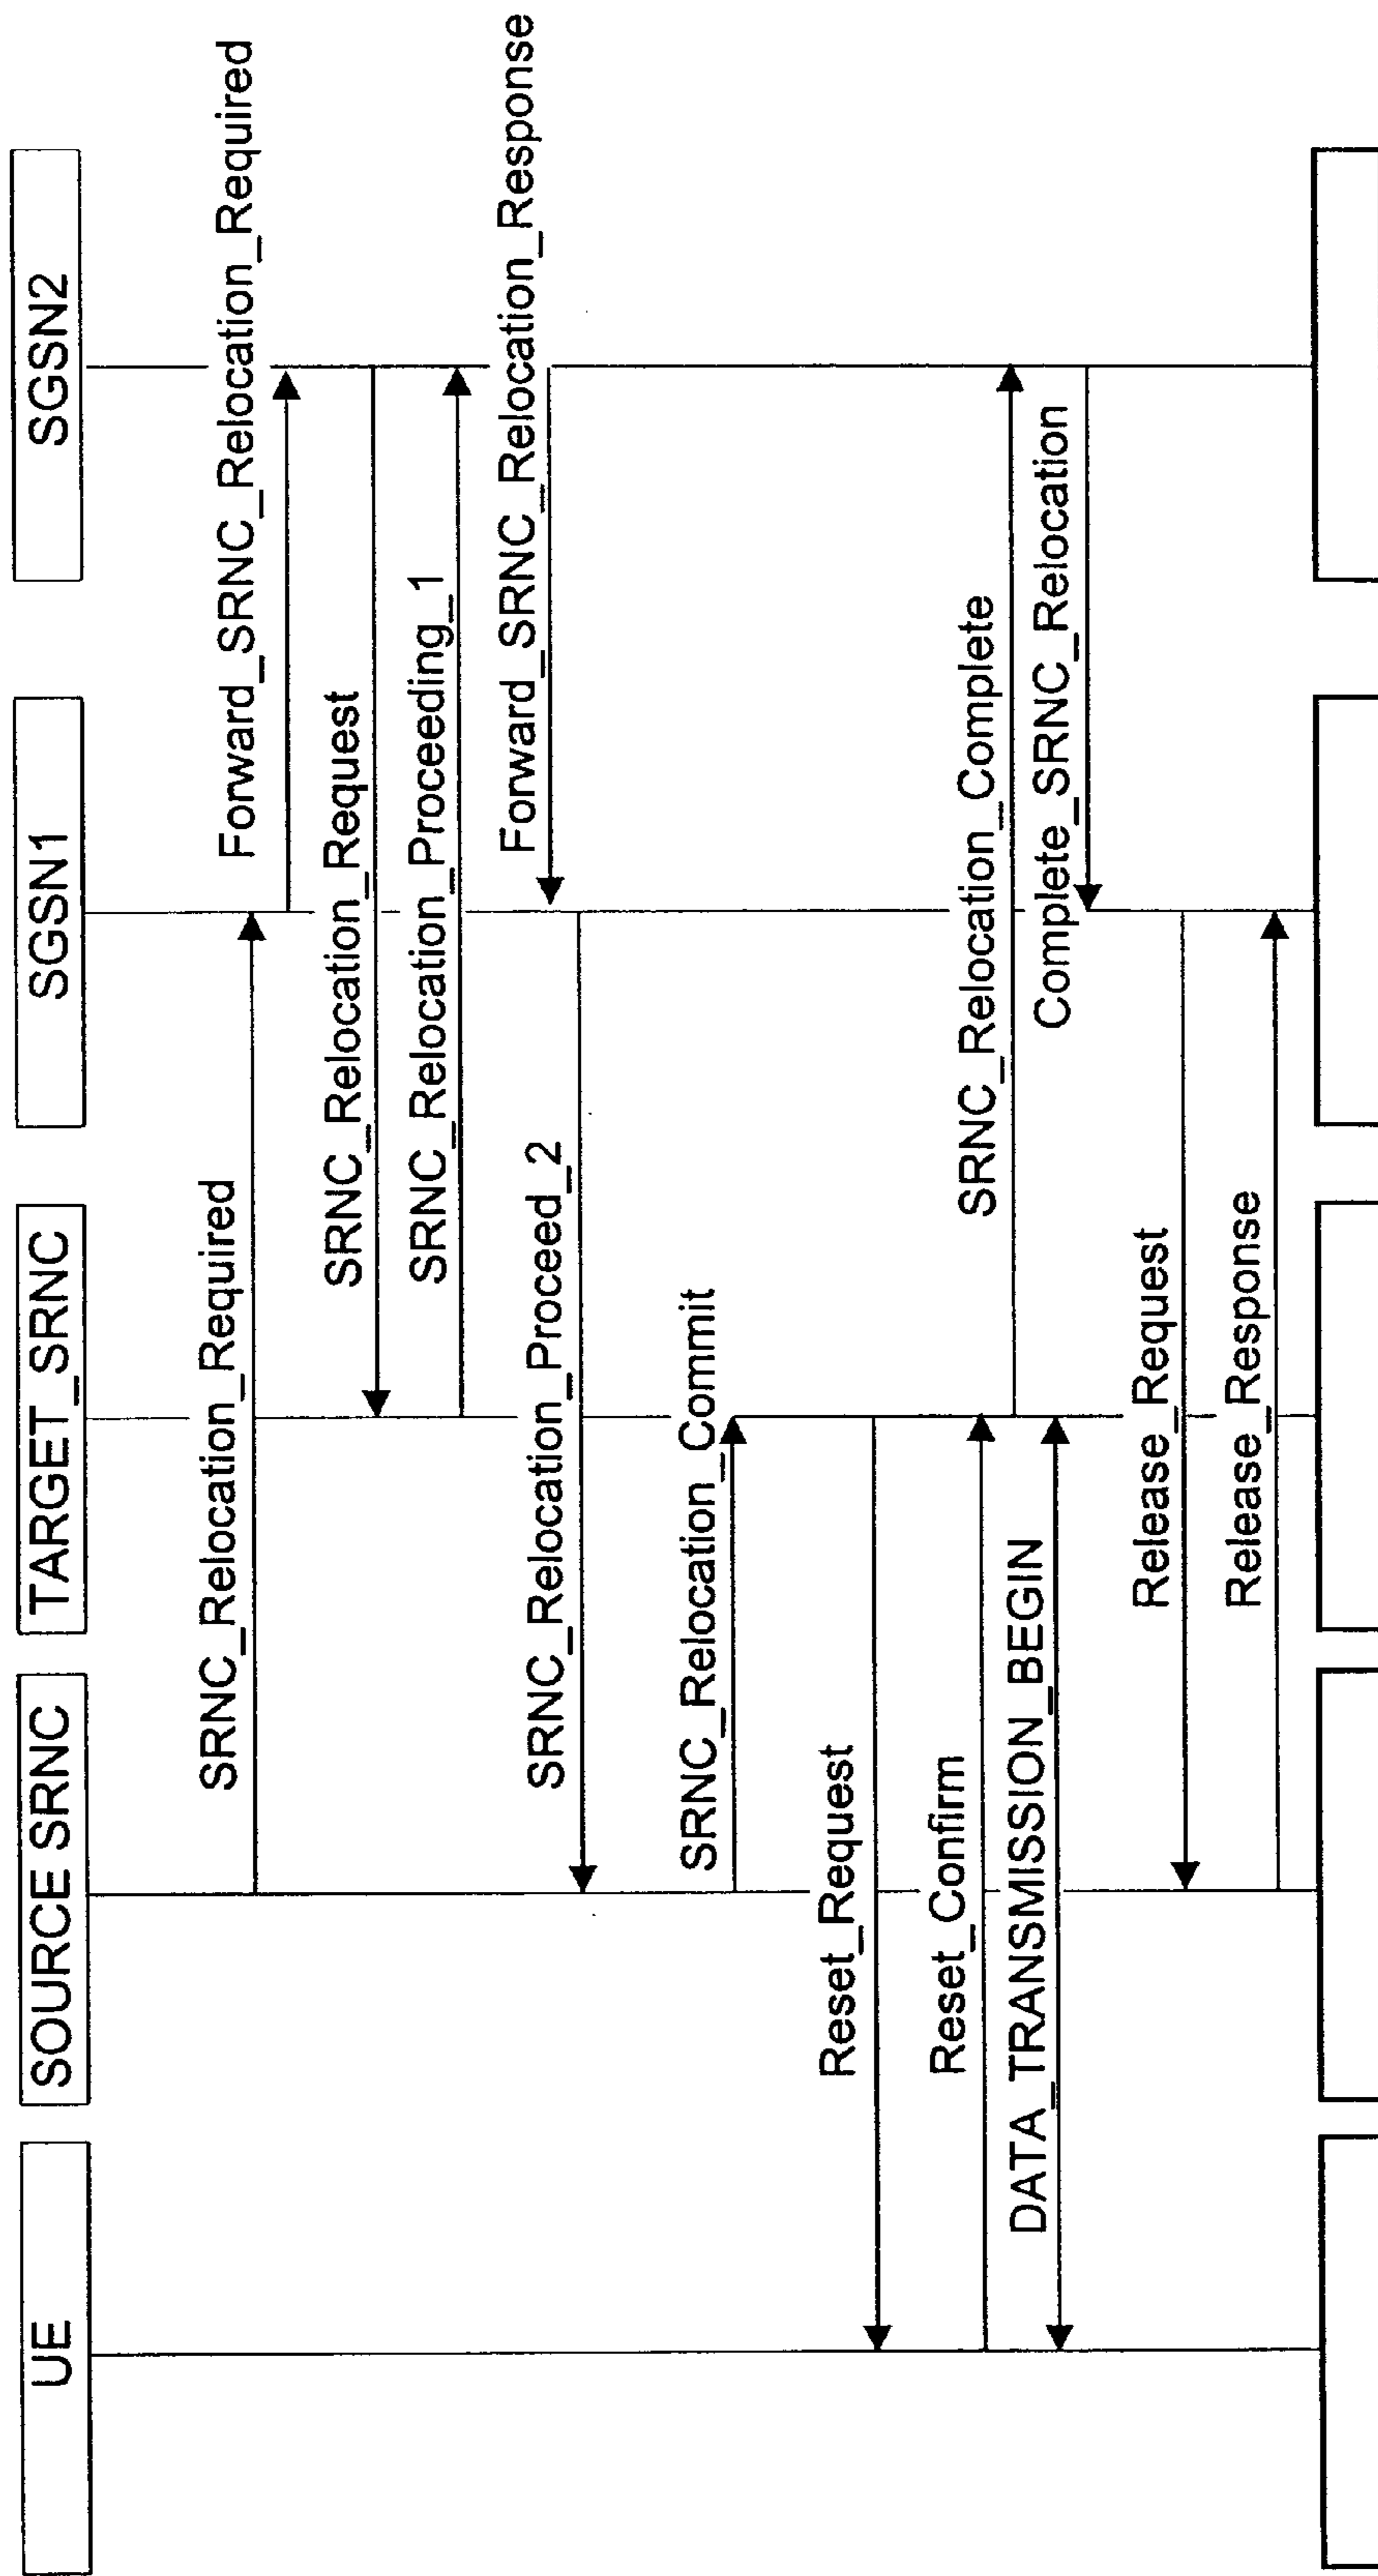 UE
SOURCE SRNC
TARGET_SRNC
SGSN1
SGSN2
SRNC_Relocation_Required
Forward_SRNC_Relocation_Required
SRNC_Relocation_Request
SRNC_Relocation_Proceeding_1
Forward_SRNC_Relocation_Response
SRNC_Relocation_Proceed_2
SRNC_Relocation_Commit
Reset_Request
Reset_Confirm
SRNC_Relocation_Complete
DATA_TRANSMISSION_BEGIN
Complete_SRNC_Relocation
Release_Request
Release_Response